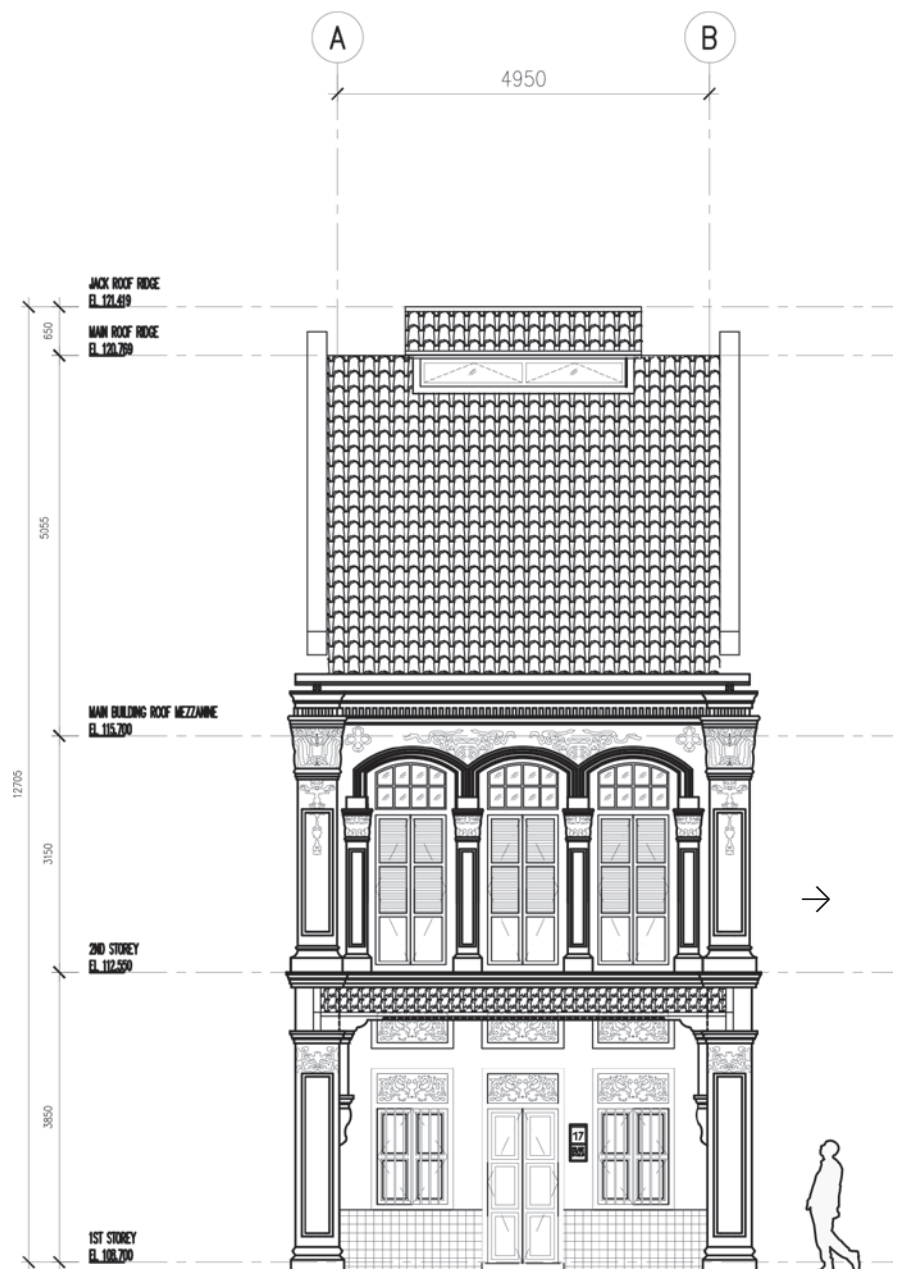 A
B
4950
JACK ROOF RIDGE
EL 121.419
650
MAIN ROOF RIDGE
EL 120.769
5055
MAIN BUILDING ROOF MEZZANINE
EL 115.700
12705
3150
2ND STOREY
EL 112.550
3850
17
1ST STOREY
EL 108.700